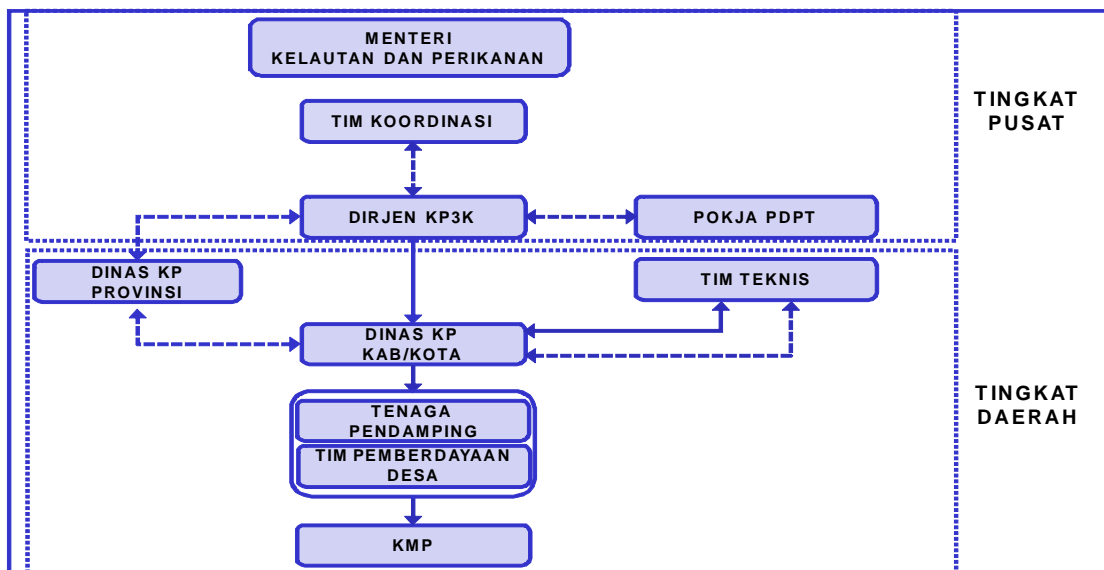 MENTERI
KELAUTAN DAN PERIKANAN
TINGKAT
PUSAT
TIM KOORDINASI
DIRJEN KP3K
POKJA PDPT
DINAS KP
PROVINSI
TIM TEKNIS
DINAS KP
KAB/KOTA
TINGKAT
DAERAH
TENAGA
PENDAMPING
TIM PEMBERDAYAAN
DESA
KMP